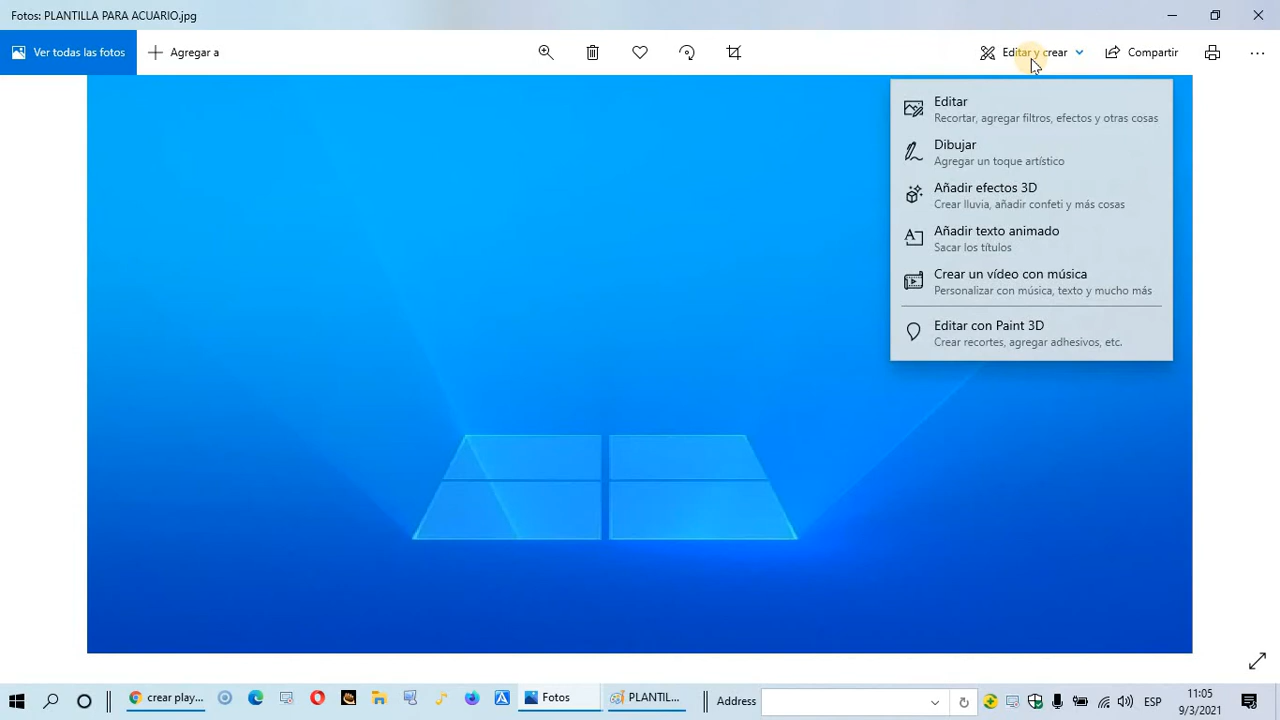 Fotos: PLANTILLA PARA ACUARIO.jpg
Ver todas las fotos
Agregar a
Editar y crear
Compartir
Editar
Recortar, agregar filtros, efectos y otras cosas
Dibujar
Agregar un toque artístico
Añadir efectos 3D
Crear lluvia, añadir confeti y más cosas
Añadir texto animado
Sacar los títulos
Crear un vídeo con música
Personalizar con música, texto y mucho más
Editar con Paint 3D
Crear recortes, agregar adhesivos, etc.
crear play...
Fotos
PLANTIL...
Address
ESP
11:05
9/3/2021